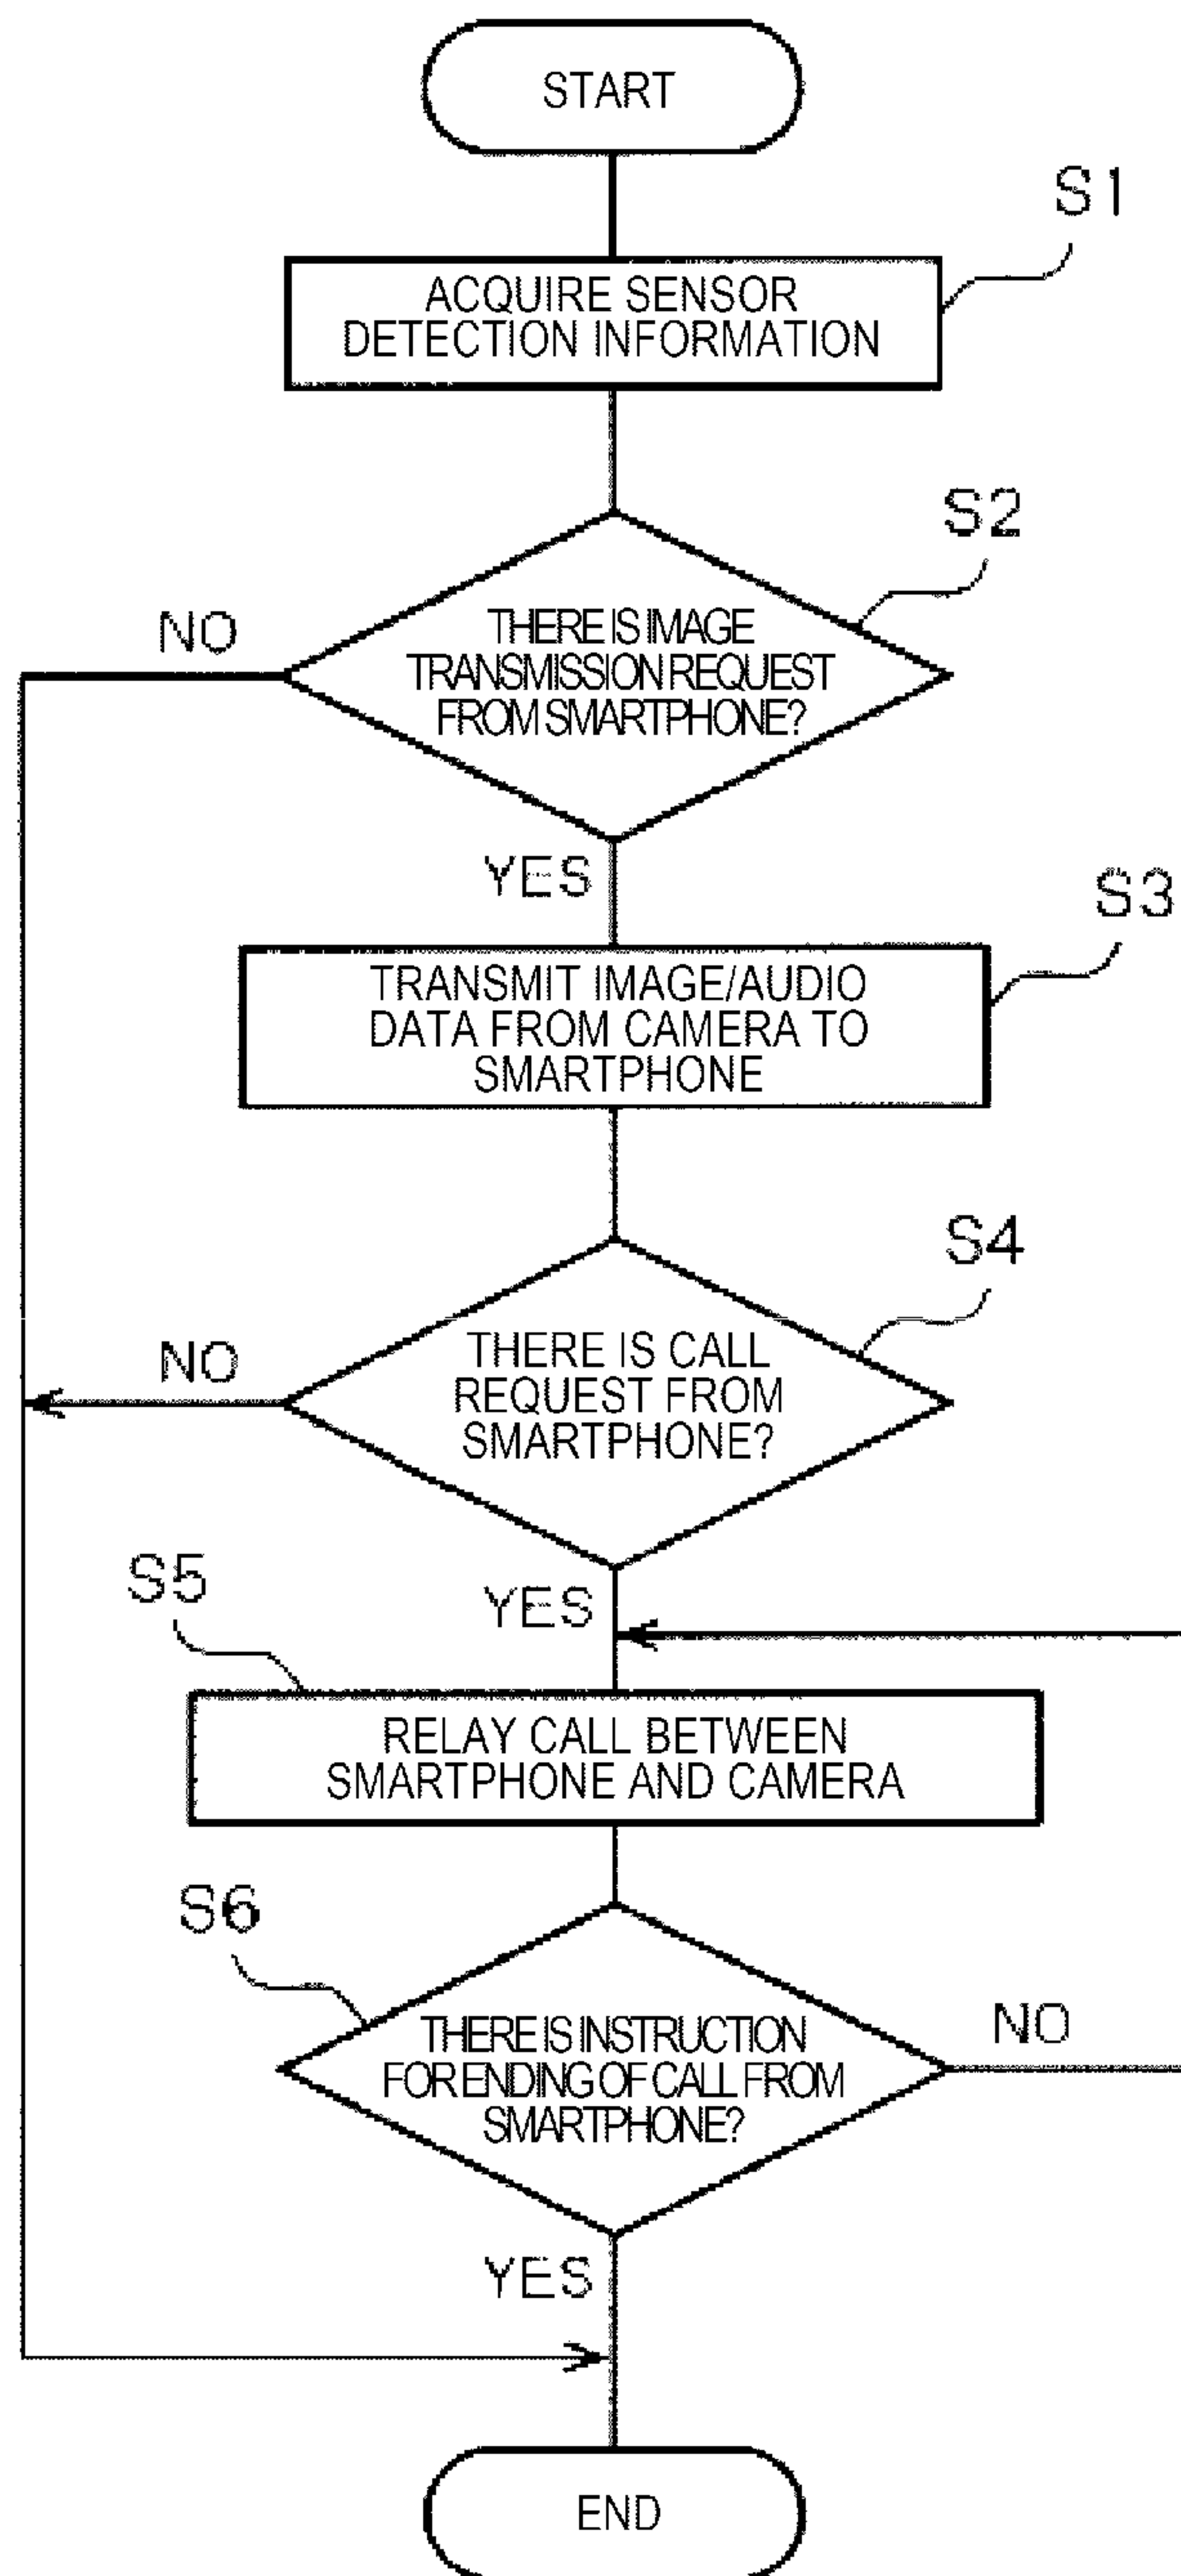 START
S1
ACQUIRE SENSOR
DETECTION INFORMATION
S2
NO
THERE IS IMAGE
TRANSMISSION REQUEST
FROM SMARTPHONE?
YES
S3
TRANSMIT IMAGE/AUDIO
DATA FROM CAMERA TO
SMARTPHONE
S4
NO
THERE IS CALL
REQUEST FROM
SMARTPHONE?
S5
YES
RELAY CALL BETWEEN
SMARTPHONE AND CAMERA
S6
NO
THERE IS INSTRUCTION
FOR ENDING OF CALL FROM
SMARTPHONE?
YES
END